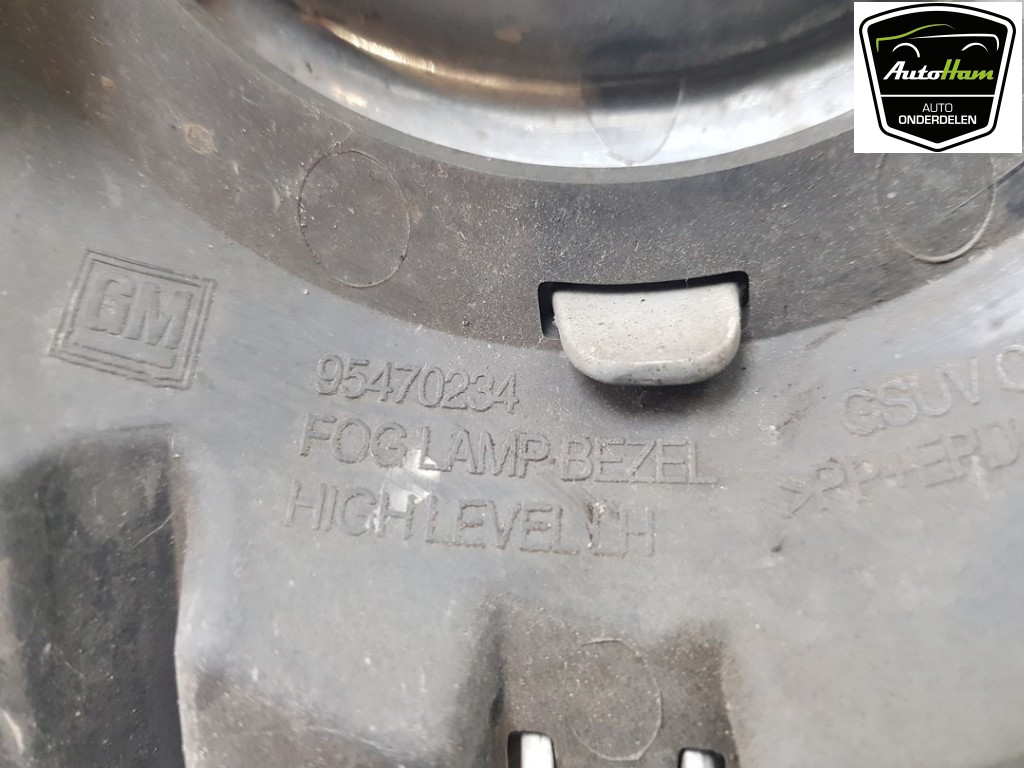 AutoHam
AUTO
ONDERDELEN
GM
95470234
FOG LAMP-BEZEL
HIGH LEVEL LH
GSUV